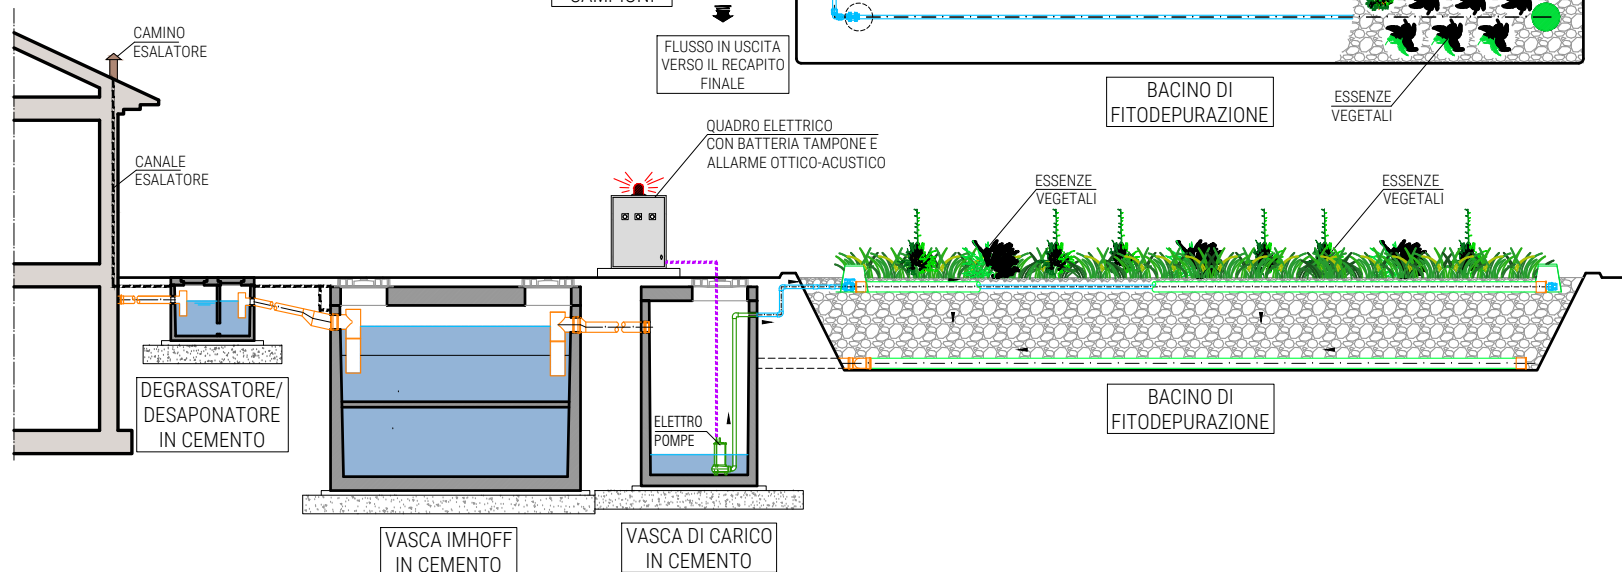 CAMPIONI
FLUSSO IN USCITA
VERSO IL RECAPITO
FINALE
BACINO DI
FITODEPURAZIONE
ESSENZE
VEGETALI
CAMINO
ESALATORE
CANALE
ESALATORE
QUADRO ELETTRICO
CON BATTERIA TAMPONE E
ALLARME OTTICO-ACUSTICO
ESSENZE
VEGETALI
ESSENZE
VEGETALI
DEGRASSATORE/
DESAPONATORE
IN CEMENTO
ELETTRO
POMPE
BACINO DI
FITODEPURAZIONE
VASCA IMHOFF
IN CEMENTO
VASCA DI CARICO
IN CEMENTO